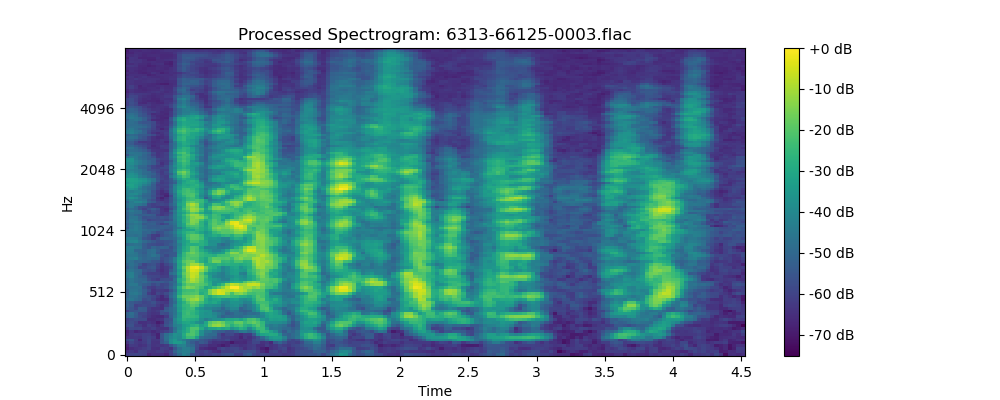 Processed Spectrogram: 6313-66125-0003.flac
Hz
4096
2048
1024
512
0
0 0.5 1 1.5 2 2.5 3 3.5 4 4.5
Time
+0 dB
-10 dB
-20 dB
-30 dB
-40 dB
-50 dB
-60 dB
-70 dB